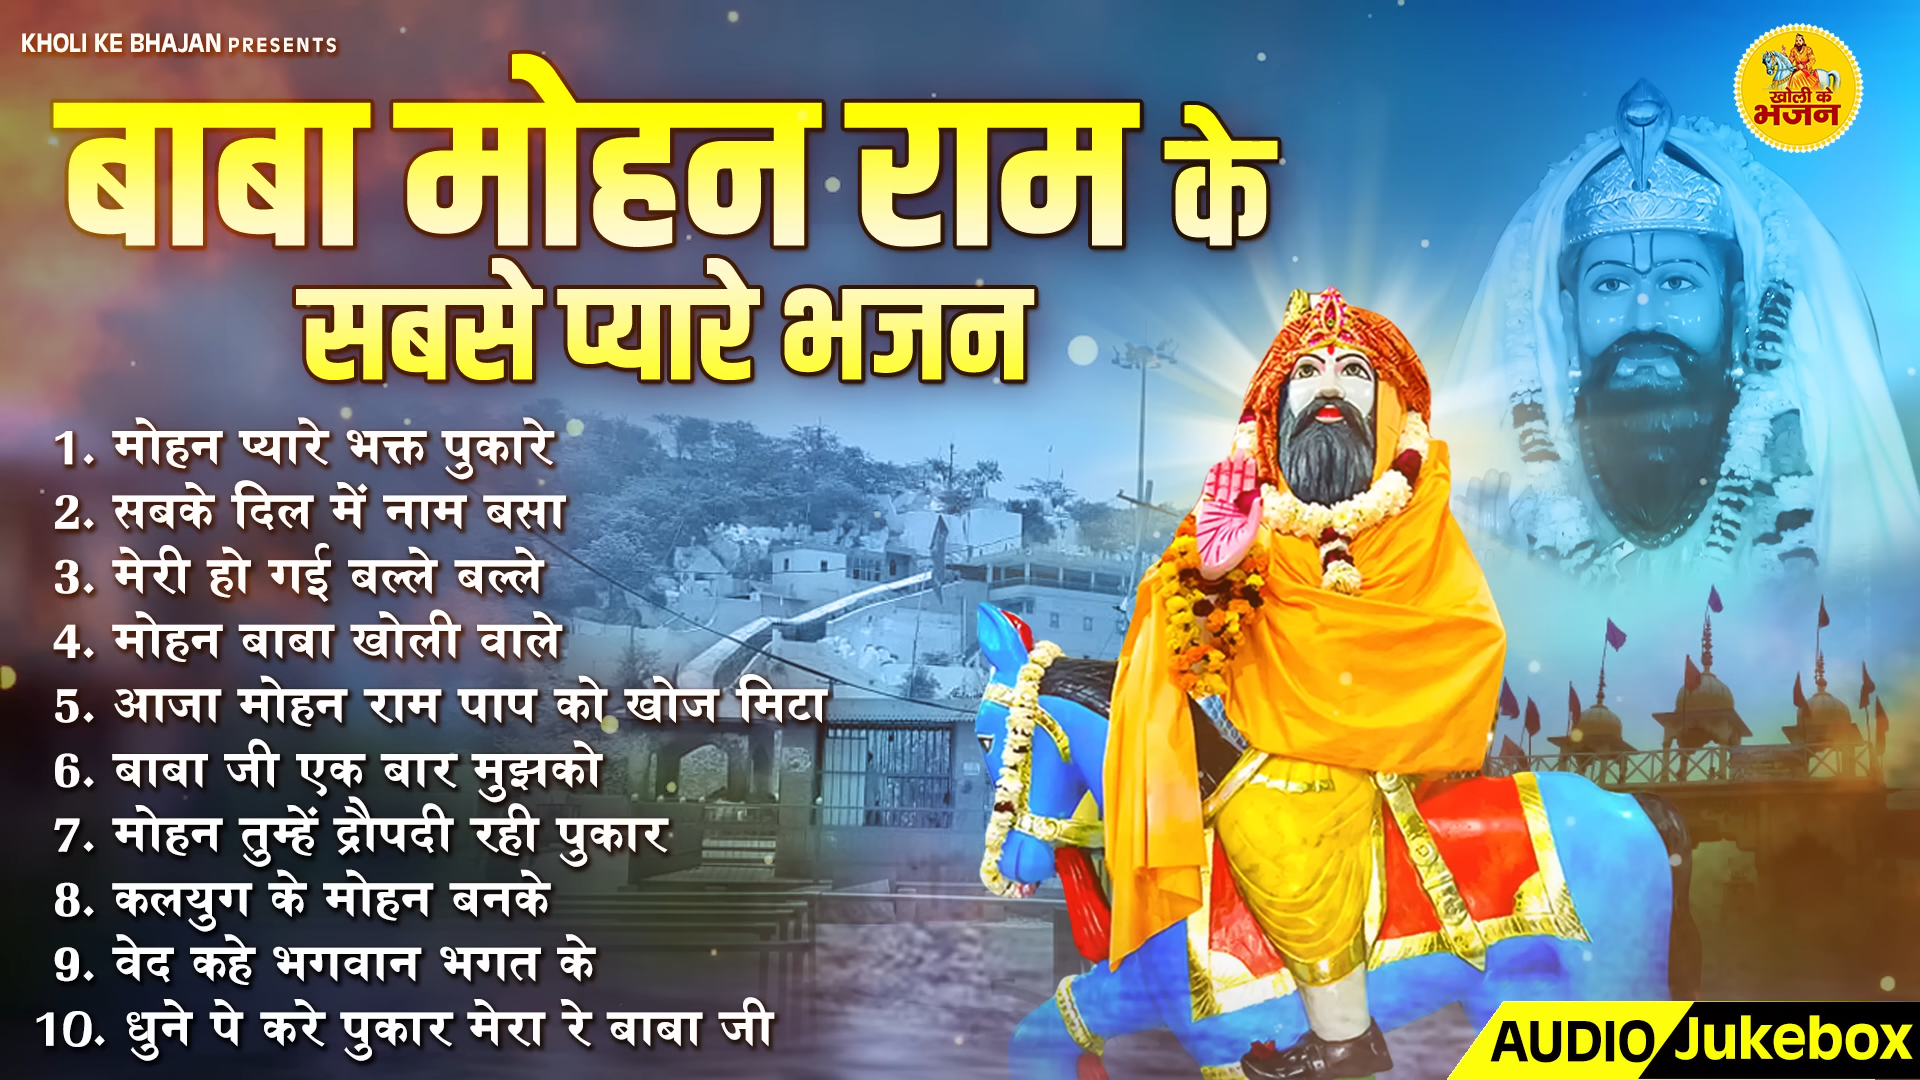 KHOLI KE BHAJAN PRESENTS
खोली के
भजन
बाबा मोहन राम के
सबसे प्यारे भजन
1. मोहन प्यारे भक्त पुकारे
2. सबके दिल में नाम बसा
3. मेरी हो गई बल्ले बल्ले
4. मोहन बाबा खोली वाले
5. आजा मोहन राम पाप को खोज मिटा
6. बाबा जी एक बार मुझको
7. मोहन तुम्हें द्रौपदी रही पुकार
8. कलयुग के मोहन बनके
9. वेद कहे भगवान भगत के
10. धुने पे करे पुकार मेरा रे बाबा जी
AUDIO Jukebox